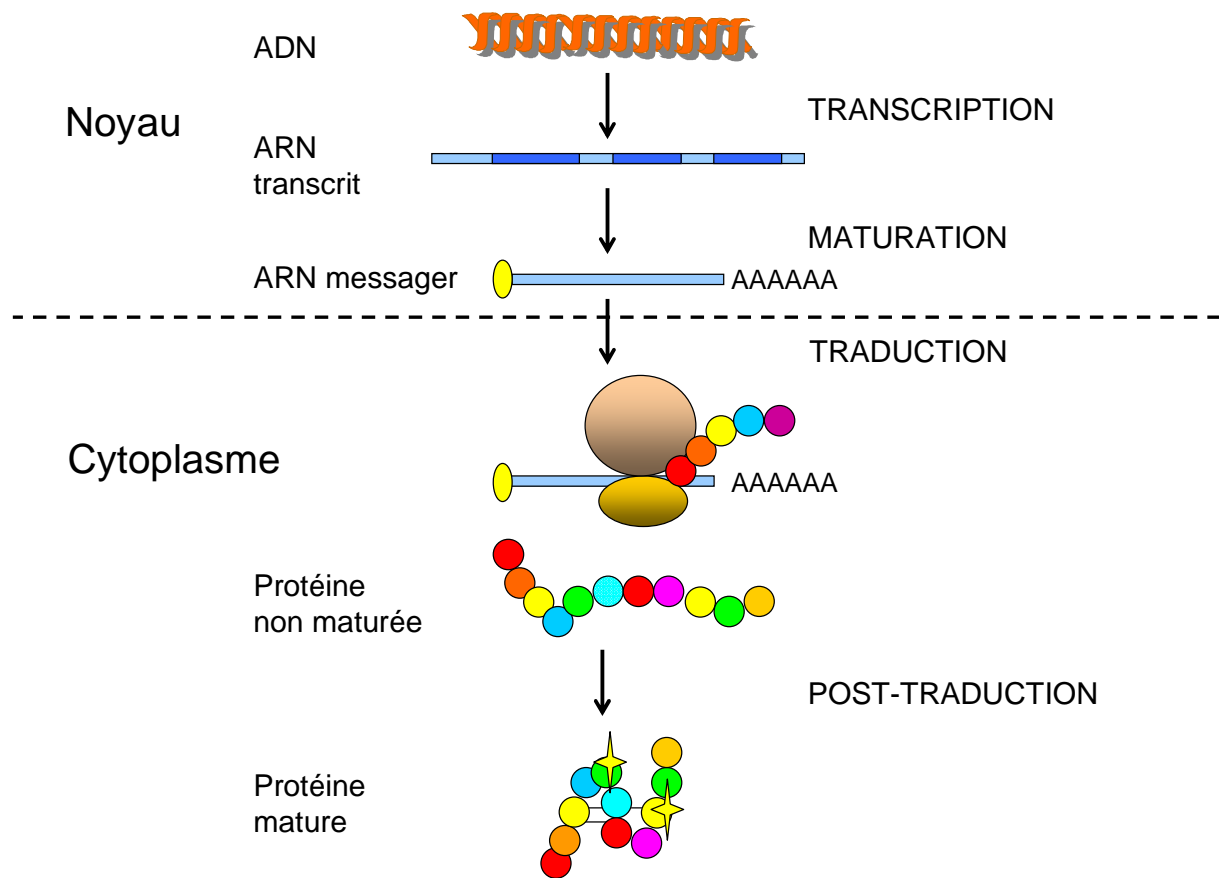 ADN
TRANSCRIPTION
Noyau
ARN
transcrit
MATURATION
ARN messager
AAAAAA
TRADUCTION
Cytoplasme
AAAAAA
Protéine
non maturée
POST-TRADUCTION
Protéine
mature